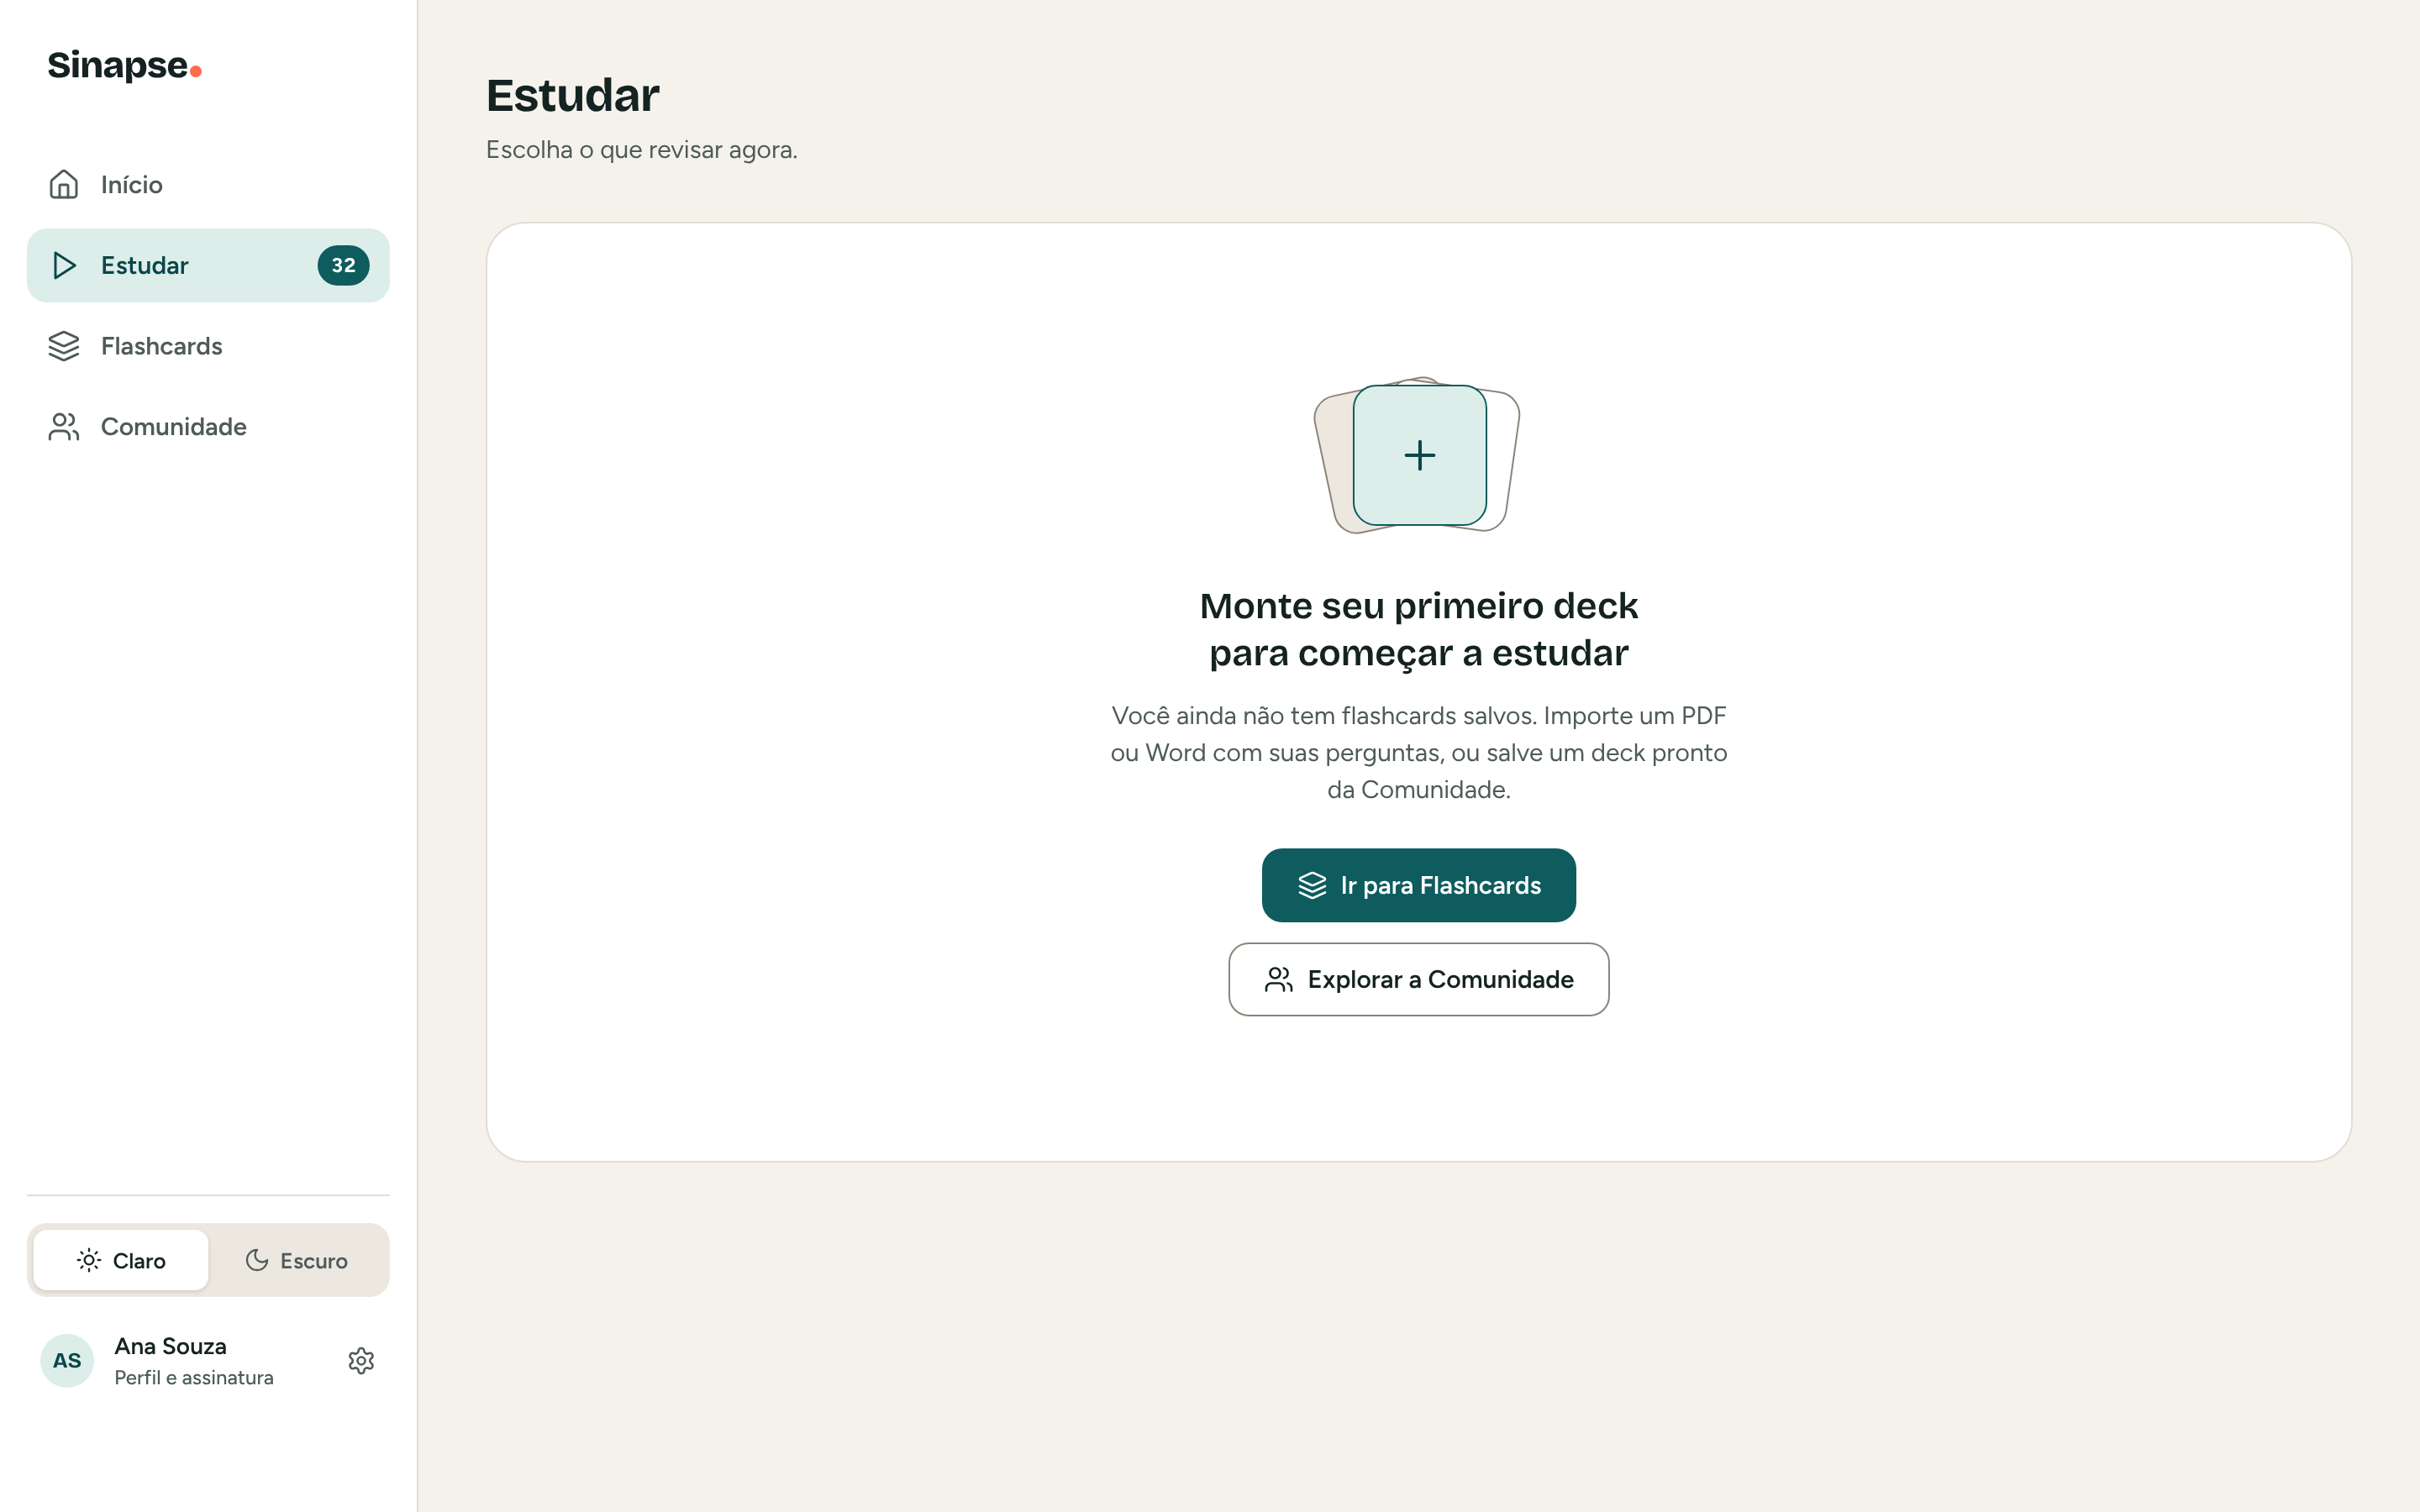 Sinapse.
Início
Estudar 32
Flashcards
Comunidade
Claro Escuro
AS
Ana Souza
Perfil e assinatura
Estudar
Escolha o que revisar agora.
Monte seu primeiro deck
para começar a estudar
Você ainda não tem flashcards salvos. Importe um PDF
ou Word com suas perguntas, ou salve um deck pronto
da Comunidade.
Ir para Flashcards
Explorar a Comunidade